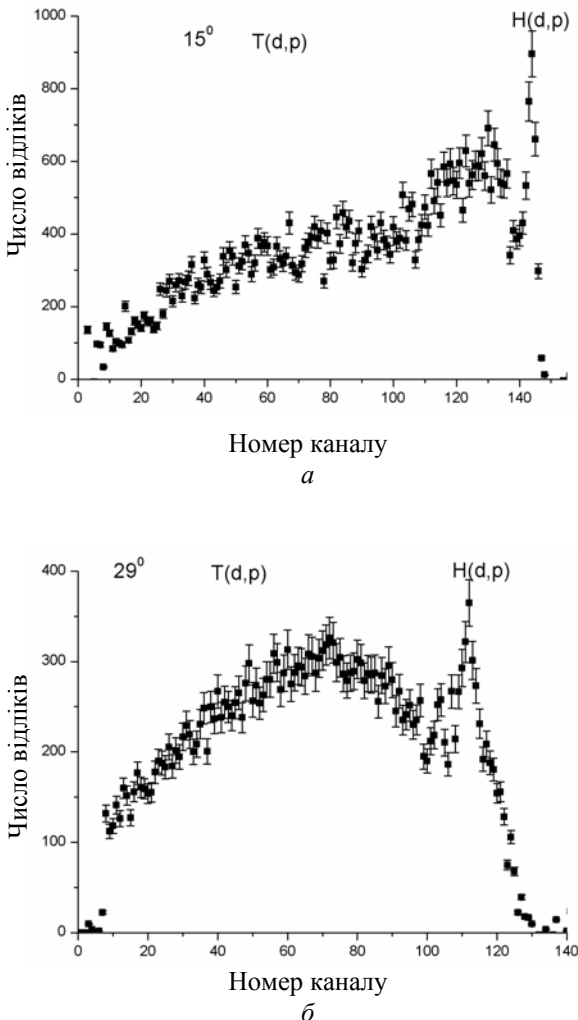 H(d,p)
15⁰ T(d,p)
1000
800
600
400
200
0
0 20 40 60 80 100 120 140
Число відліків
Номер каналу
а
29⁰ T(d,p) H(d,p)
400
300
200
100
0
0 20 40 60 80 100 120 140
Число відліків
Номер каналу
б